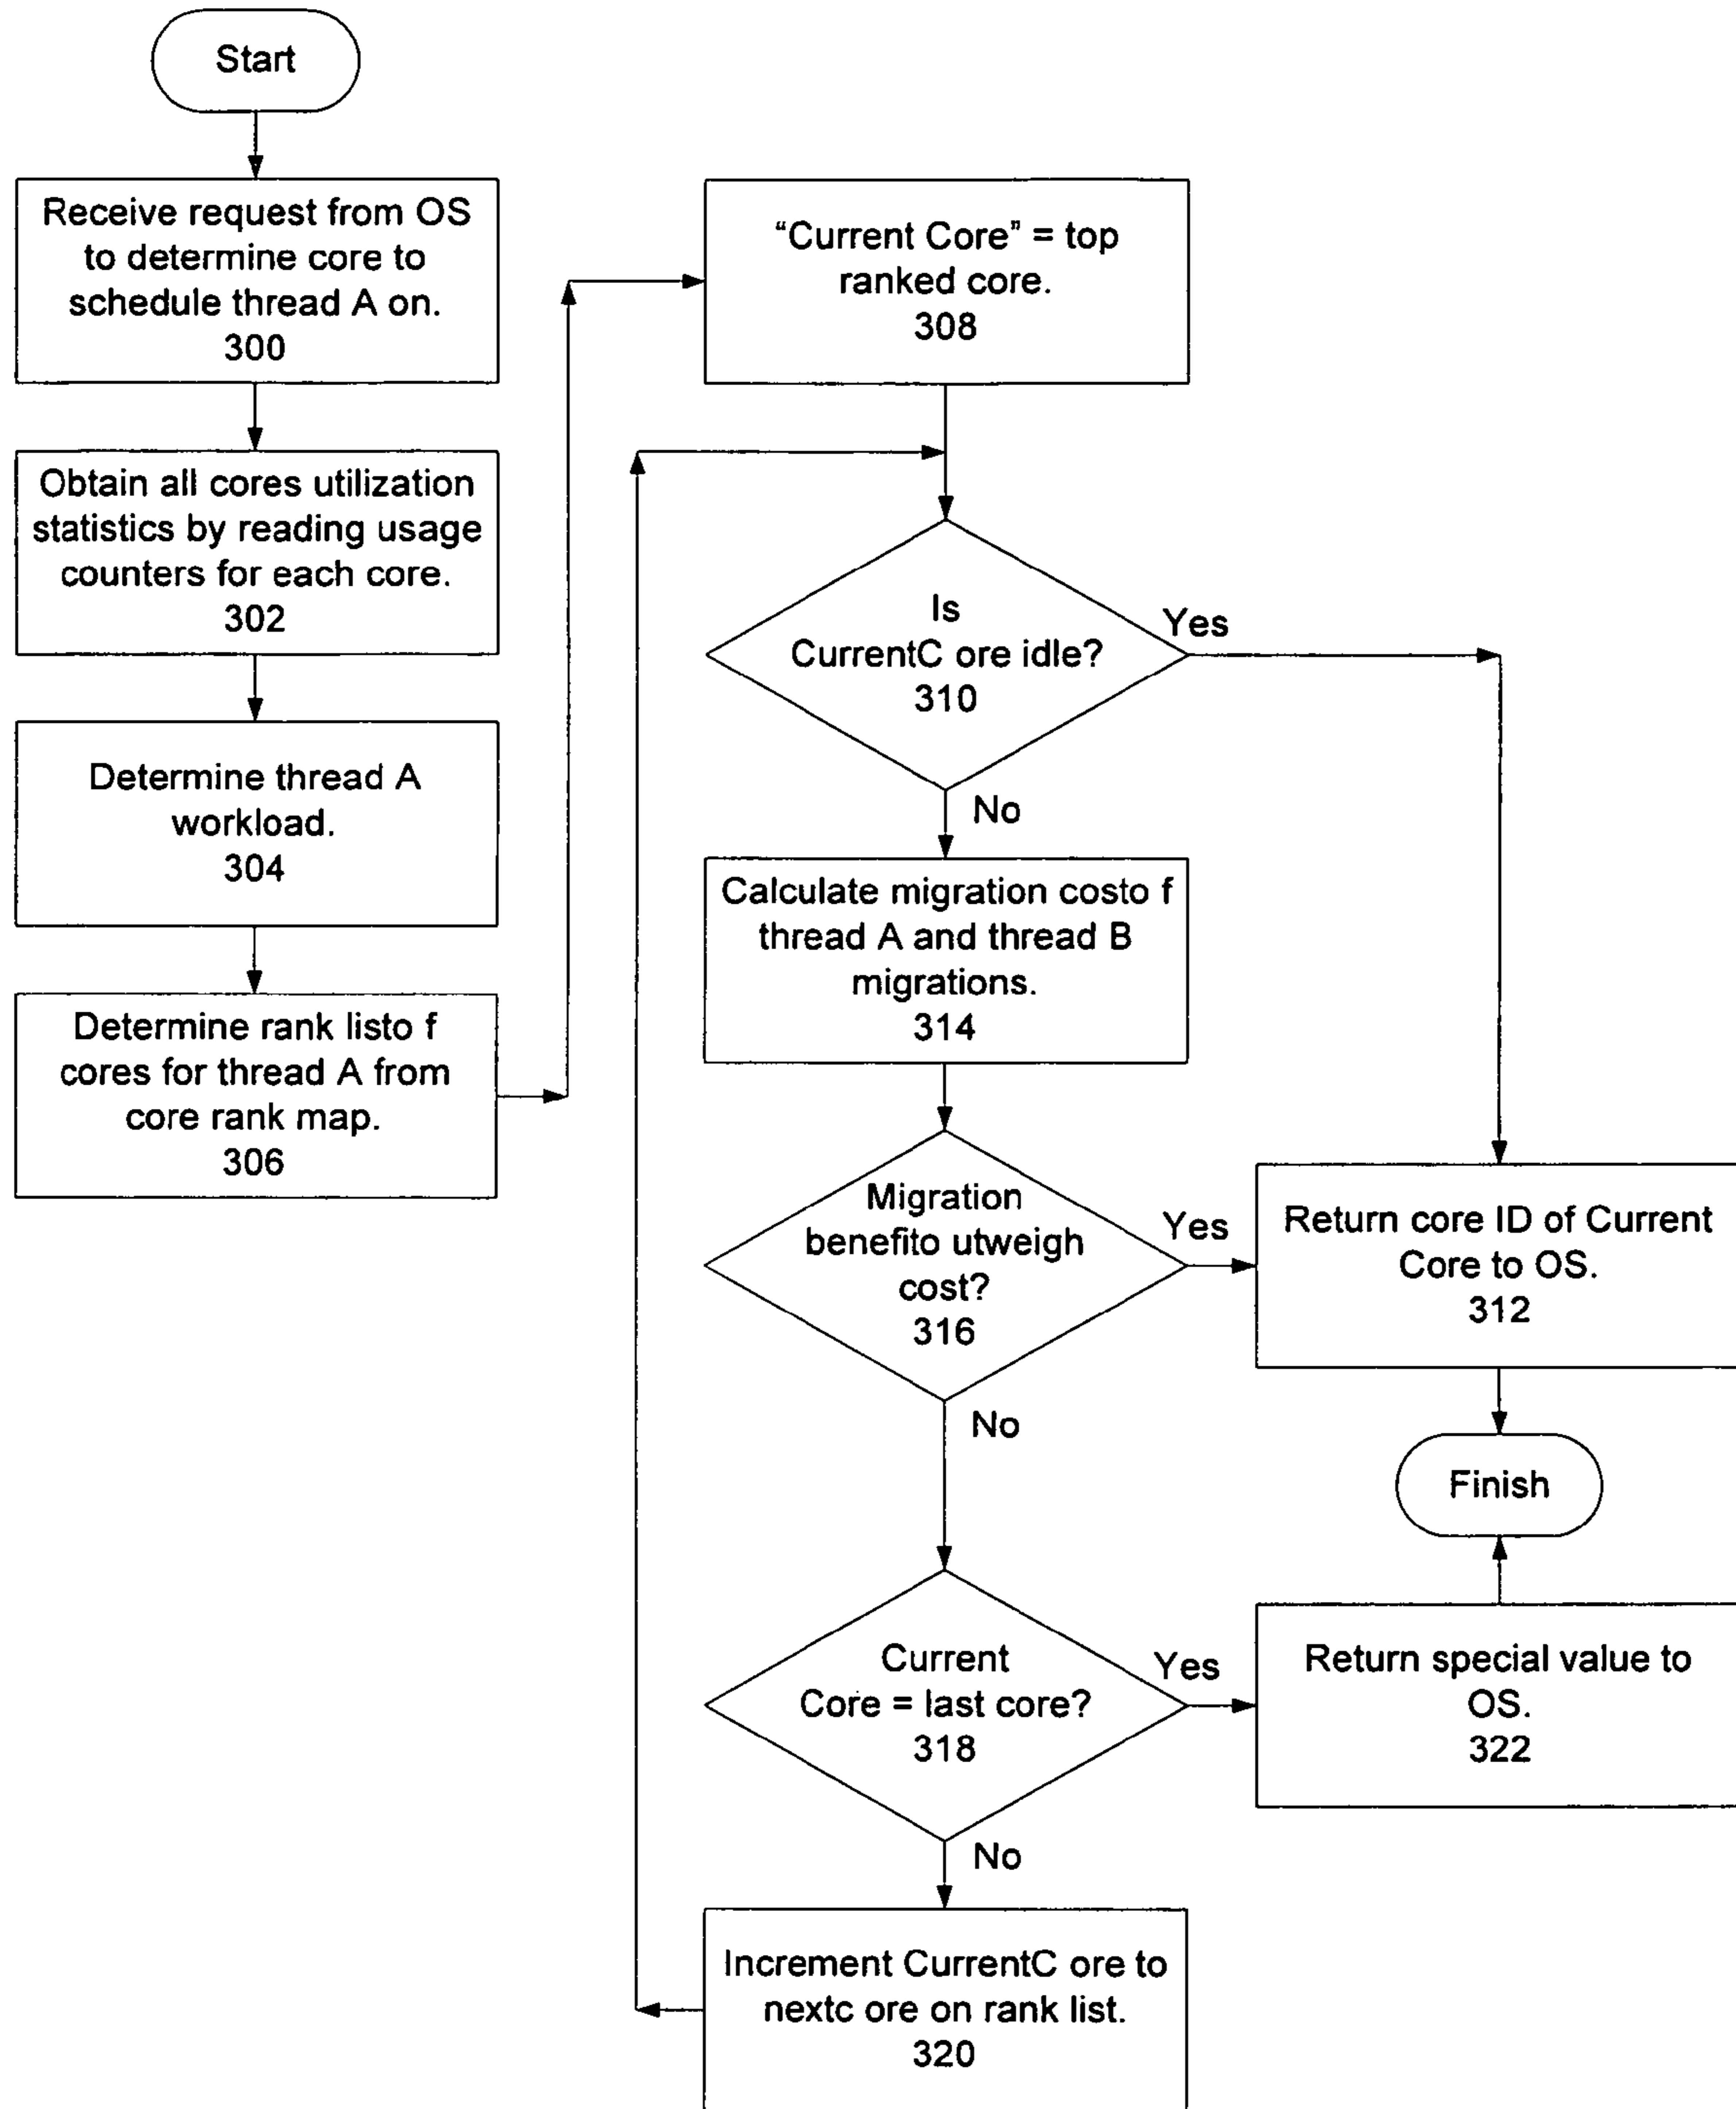 Start
Receive request from OS
to determine core to
schedule thread A on.
300
Obtain all cores utilization
statistics by reading usage
counters for each core.
302
Determine thread A
workload.
304
Determine rank listo f
cores for thread A from
core rank map.
306
“Current Core” = top
ranked core.
308
Is
CurrentC ore idle?
310
Yes
No
Calculate migration costo f
thread A and thread B
migrations.
314
Migration
benefito utweigh
cost?
316
Yes
No
Return core ID of Current
Core to OS.
312
Finish
Current
Core = last core?
318
Yes
No
Return special value to
OS.
322
Increment CurrentC ore to
nextc ore on rank list.
320